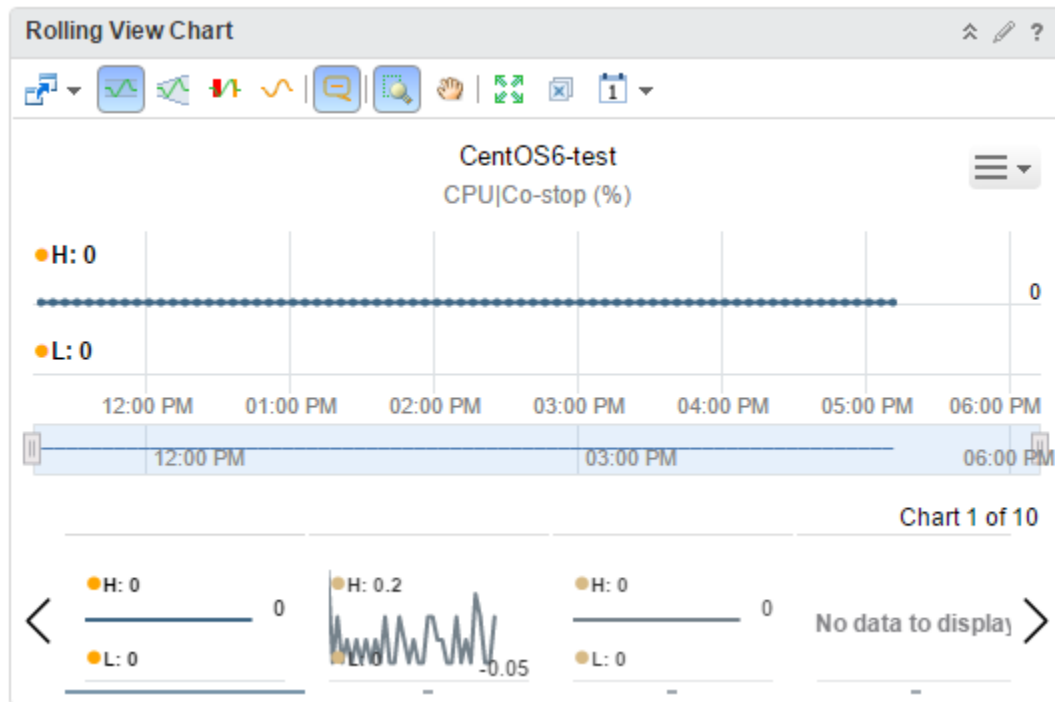 Rolling View Chart ?
1
CentOS6-test
CPU|Co-stop (%)
H: 0
0
L: 0
12:00 PM 01:00 PM 02:00 PM 03:00 PM 04:00 PM 05:00 PM 06:00 PM
12:00 PM 03:00 PM 06:00 PM
Chart 1 of 10
H: 0 H: 0.2 H: 0
0 0 No data to display
L: 0 L: 0 -0.05 L: 0